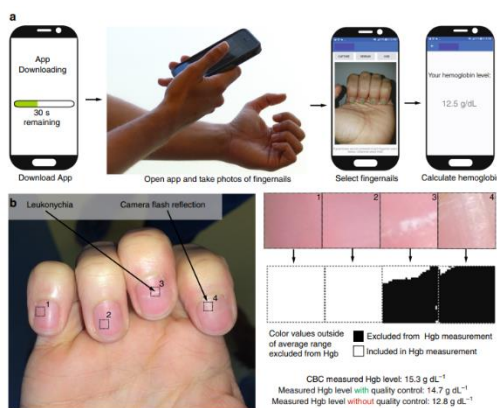 a
App
Downloading
30 s
remaining
Download App
Open app and take photos of fingernails
Select fingernails
Your hemoglobin level:
12.5 g/dL
Calculate hemoglobin
b
Leukonychia
Camera flash reflection
1
2
3
4
1
2
3
4
Color values outside
of average range
excluded from Hgb
Excluded from Hgb measurement
Included in Hgb measurement
CBC measured Hgb level: 15.3 g dL⁻¹
Measured Hgb level with quality control: 14.7 g dL⁻¹
Measured Hgb level without quality control: 12.8 g dL⁻¹